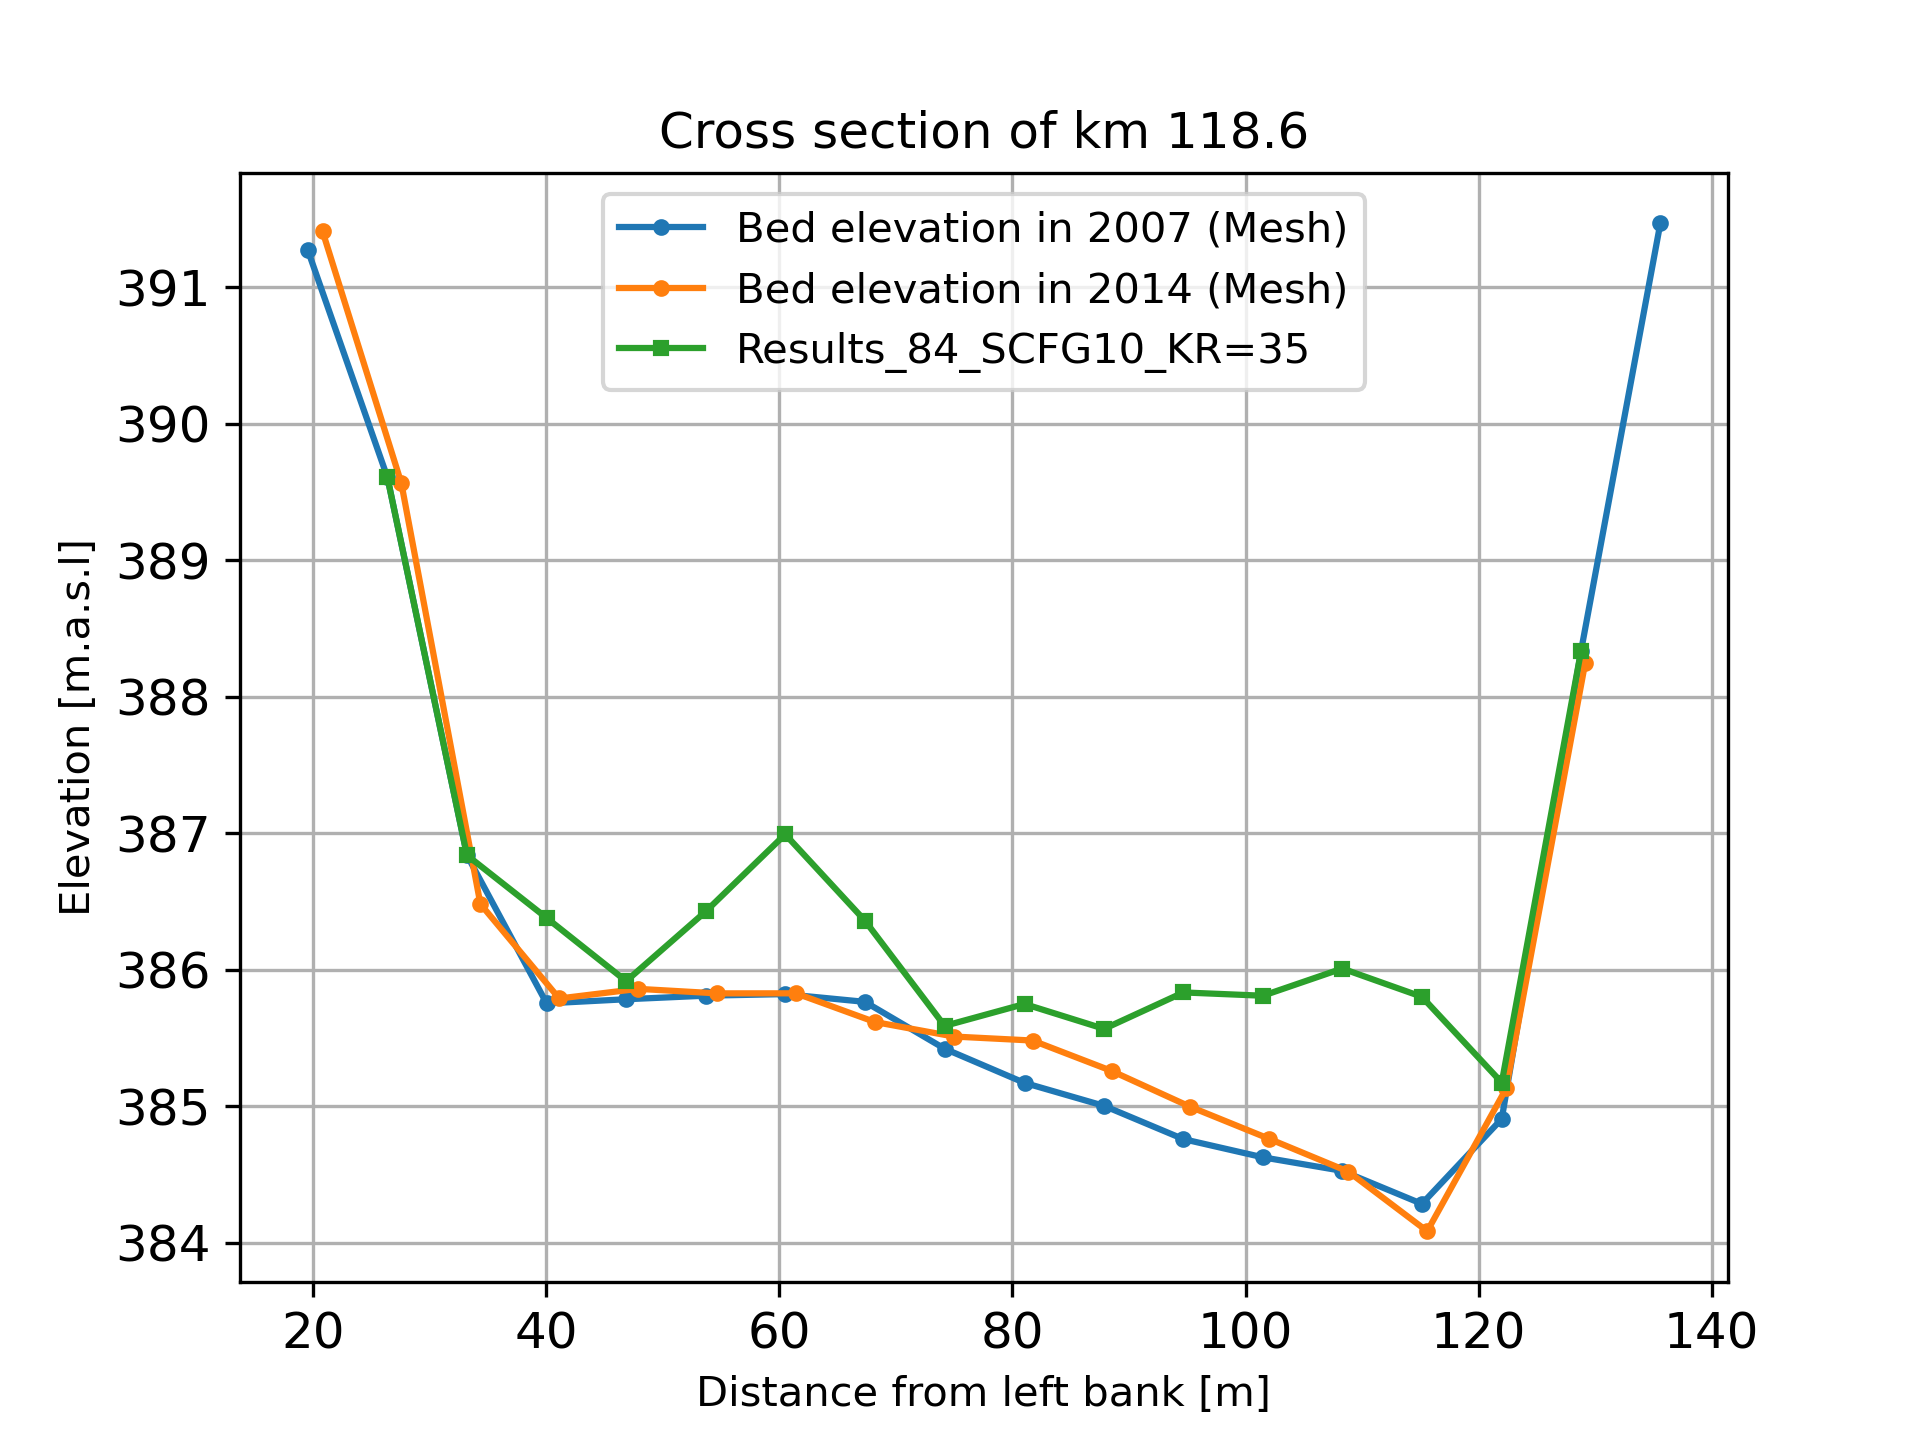 Cross section of km 118.6
Bed elevation in 2007 (Mesh)
Bed elevation in 2014 (Mesh)
Results_84_SCFG10_KR=35
Elevation [m.a.s.l]
391
390
389
388
387
386
385
384
20 40 60 80 100 120 140
Distance from left bank [m]